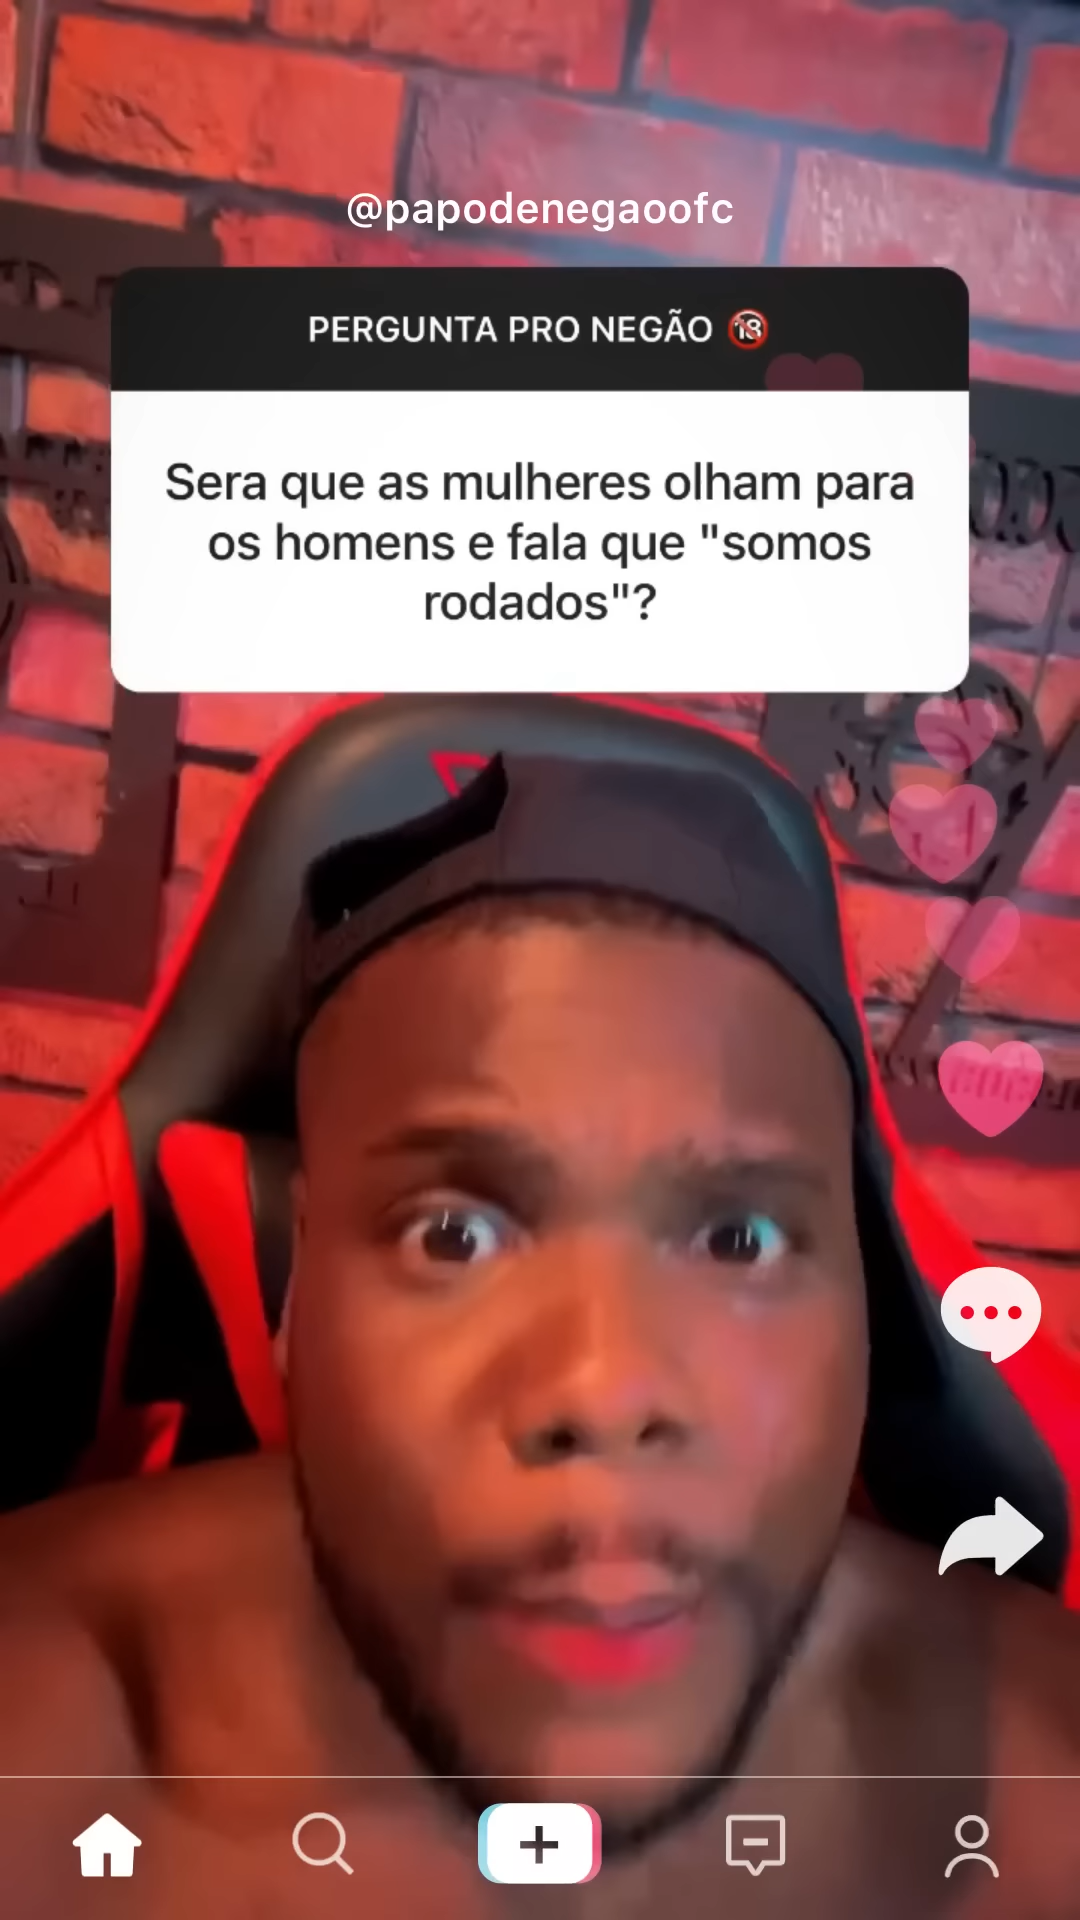 @papodenegaoofc
PERGUNTA PRO NEGÃO 🔞
Sera que as mulheres olham para
os homens e fala que "somos
rodados"?